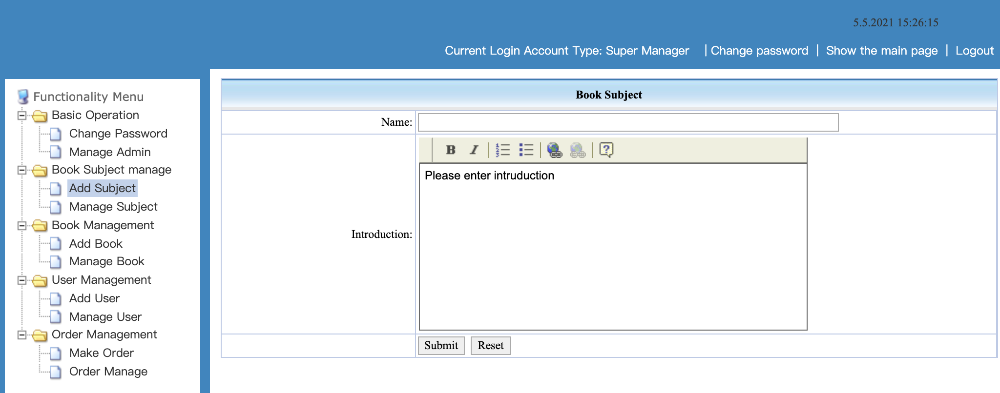 5.5.2021 15:26:15
Current Login Account Type: Super Manager | Change password | Show the main page | Logout
Functionality Menu
Basic Operation
Change Password
Manage Admin
Book Subject manage
Add Subject
Manage Subject
Book Management
Add Book
Manage Book
User Management
Add User
Manage User
Order Management
Make Order
Order Manage
Book Subject
Name:
B I
Please enter intruduction
Introduction:
Submit Reset